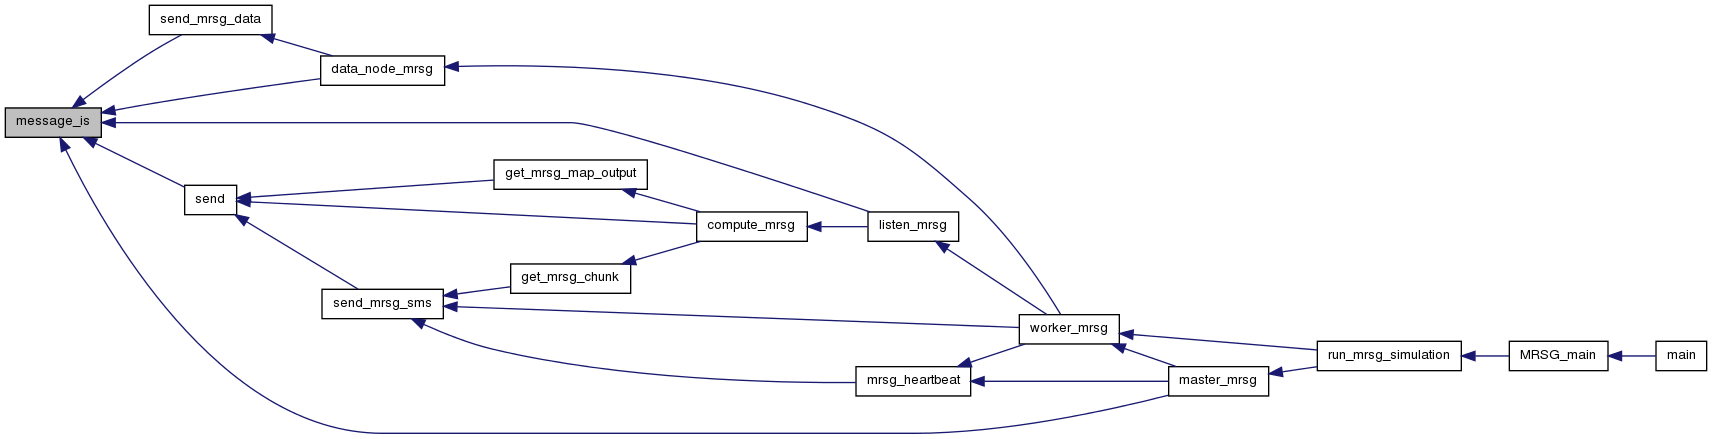 send_mrsg_data
data_node_mrsg
message_is
get_mrsg_map_output
send
compute_mrsg
listen_mrsg
get_mrsg_chunk
send_mrsg_sms
worker_mrsg
run_mrsg_simulation
MRSG_main
main
mrsg_heartbeat
master_mrsg